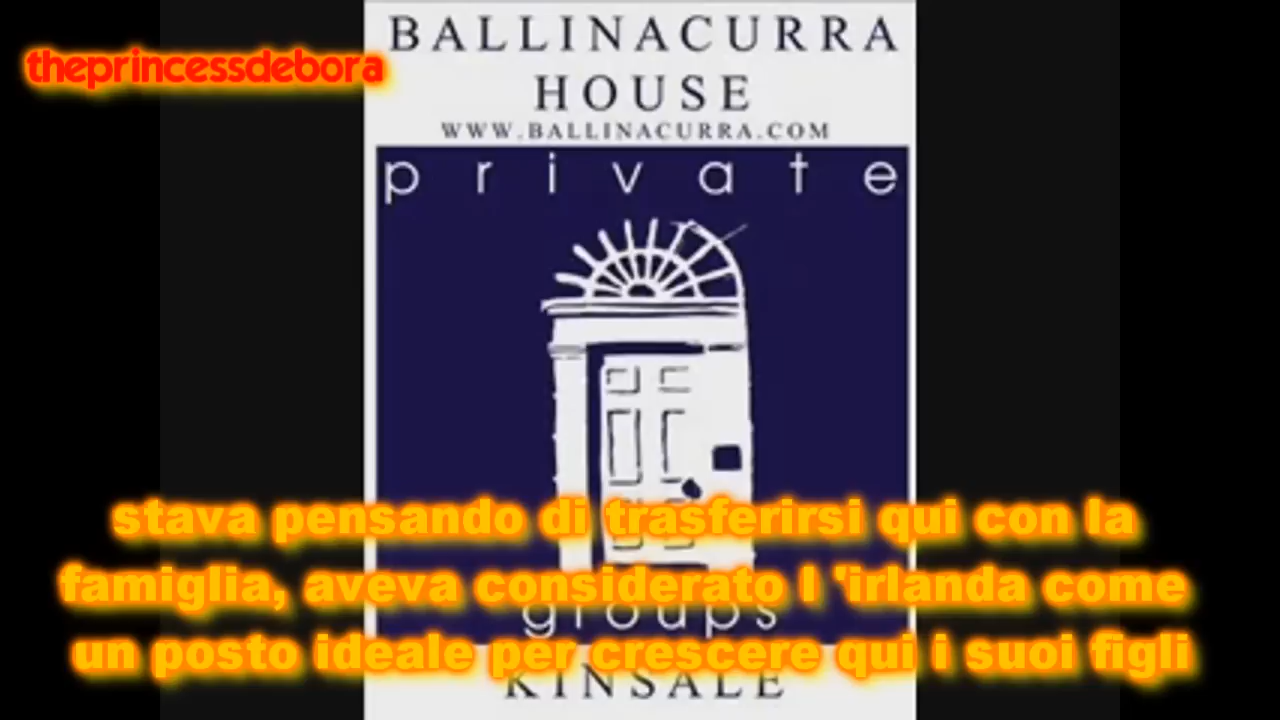 theprincessdebora
BALLINACURRA
HOUSE
WWW.BALLINACURRA.COM
private
groups
KINSALE
stava pensando di trasferirsi qui con la
famiglia, aveva considerato l 'irlanda come
un posto ideale per crescere qui i suoi figli